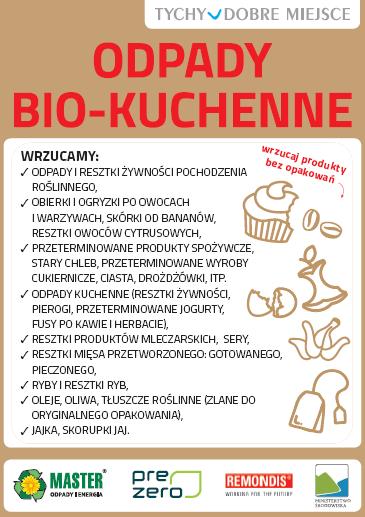 TYCHY DOBRE MIEJSCE
ODPADY
BIO-KUCHENNE
WRZUCAMY:
wrzucaj produkty
bez opakowań
✓ ODPADY I RESZTKI ŻYWNOŚCI POCHODZENIA
ROŚLINNEGO,
✓ OBIERKI I OGRYZKI PO OWOCACH
I WARZYWACH, SKÓRKI OD BANANÓW,
RESZTKI OWOCÓW CYTRUSOWYCH,
✓ PRZETERMINOWANE PRODUKTY SPOŻYWCZE,
STARY CHLEB, PRZETERMINOWANE WYROBY
CUKIERNICZE, CIASTA, DROŻDŻÓWKI, ITP.
✓ ODPADY KUCHENNE (RESZTKI ŻYWNOŚCI,
PIEROGI, PRZETERMINOWANE JOGURTY,
FUSY PO KAWIE I HERBACIE),
✓ RESZTKI PRODUKTÓW MLECZARSKICH, SERY,
✓ RESZTKI MIĘSA PRZETWORZONEGO: GOTOWANEGO,
PIECZONEGO,
✓ RYBY I RESZTKI RYB,
✓ OLEJE, OLIWA, TŁUSZCZE ROŚLINNE (ZLANE DO
ORYGINALNEGO OPAKOWANIA),
✓ JAJKA, SKORUPKI JAJ.
MASTER®
ODPADY I ENERGIA
pre
zero
REMONDIS®
WORKING FOR THE FUTURE
MINISTERSTWO
ŚRODOWISKA